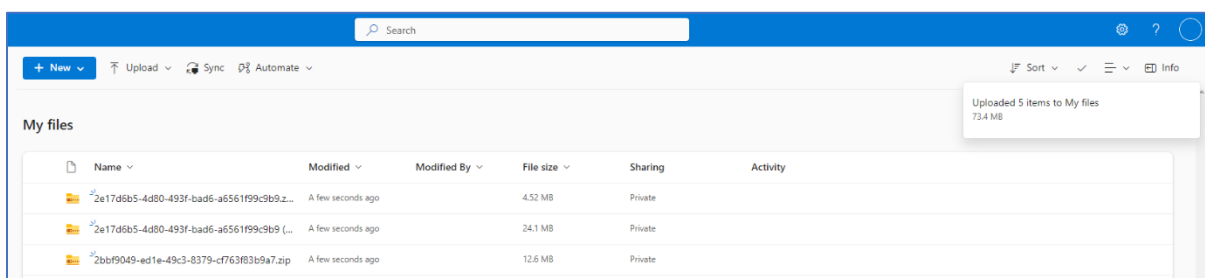 Search
New Upload Sync Automate Sort Info
Uploaded 5 items to My files
73.4 MB
My files
Name Modified Modified By File size Sharing Activity
2e17d6b5-4d80-493f-bad6-a6561f99c9b9.z... A few seconds ago 4.52 MB Private
2e17d6b5-4d80-493f-bad6-a6561f99c9b9 (... A few seconds ago 24.1 MB Private
2bbf9049-ed1e-49c3-8379-cf763f83b9a7.zip A few seconds ago 12.6 MB Private